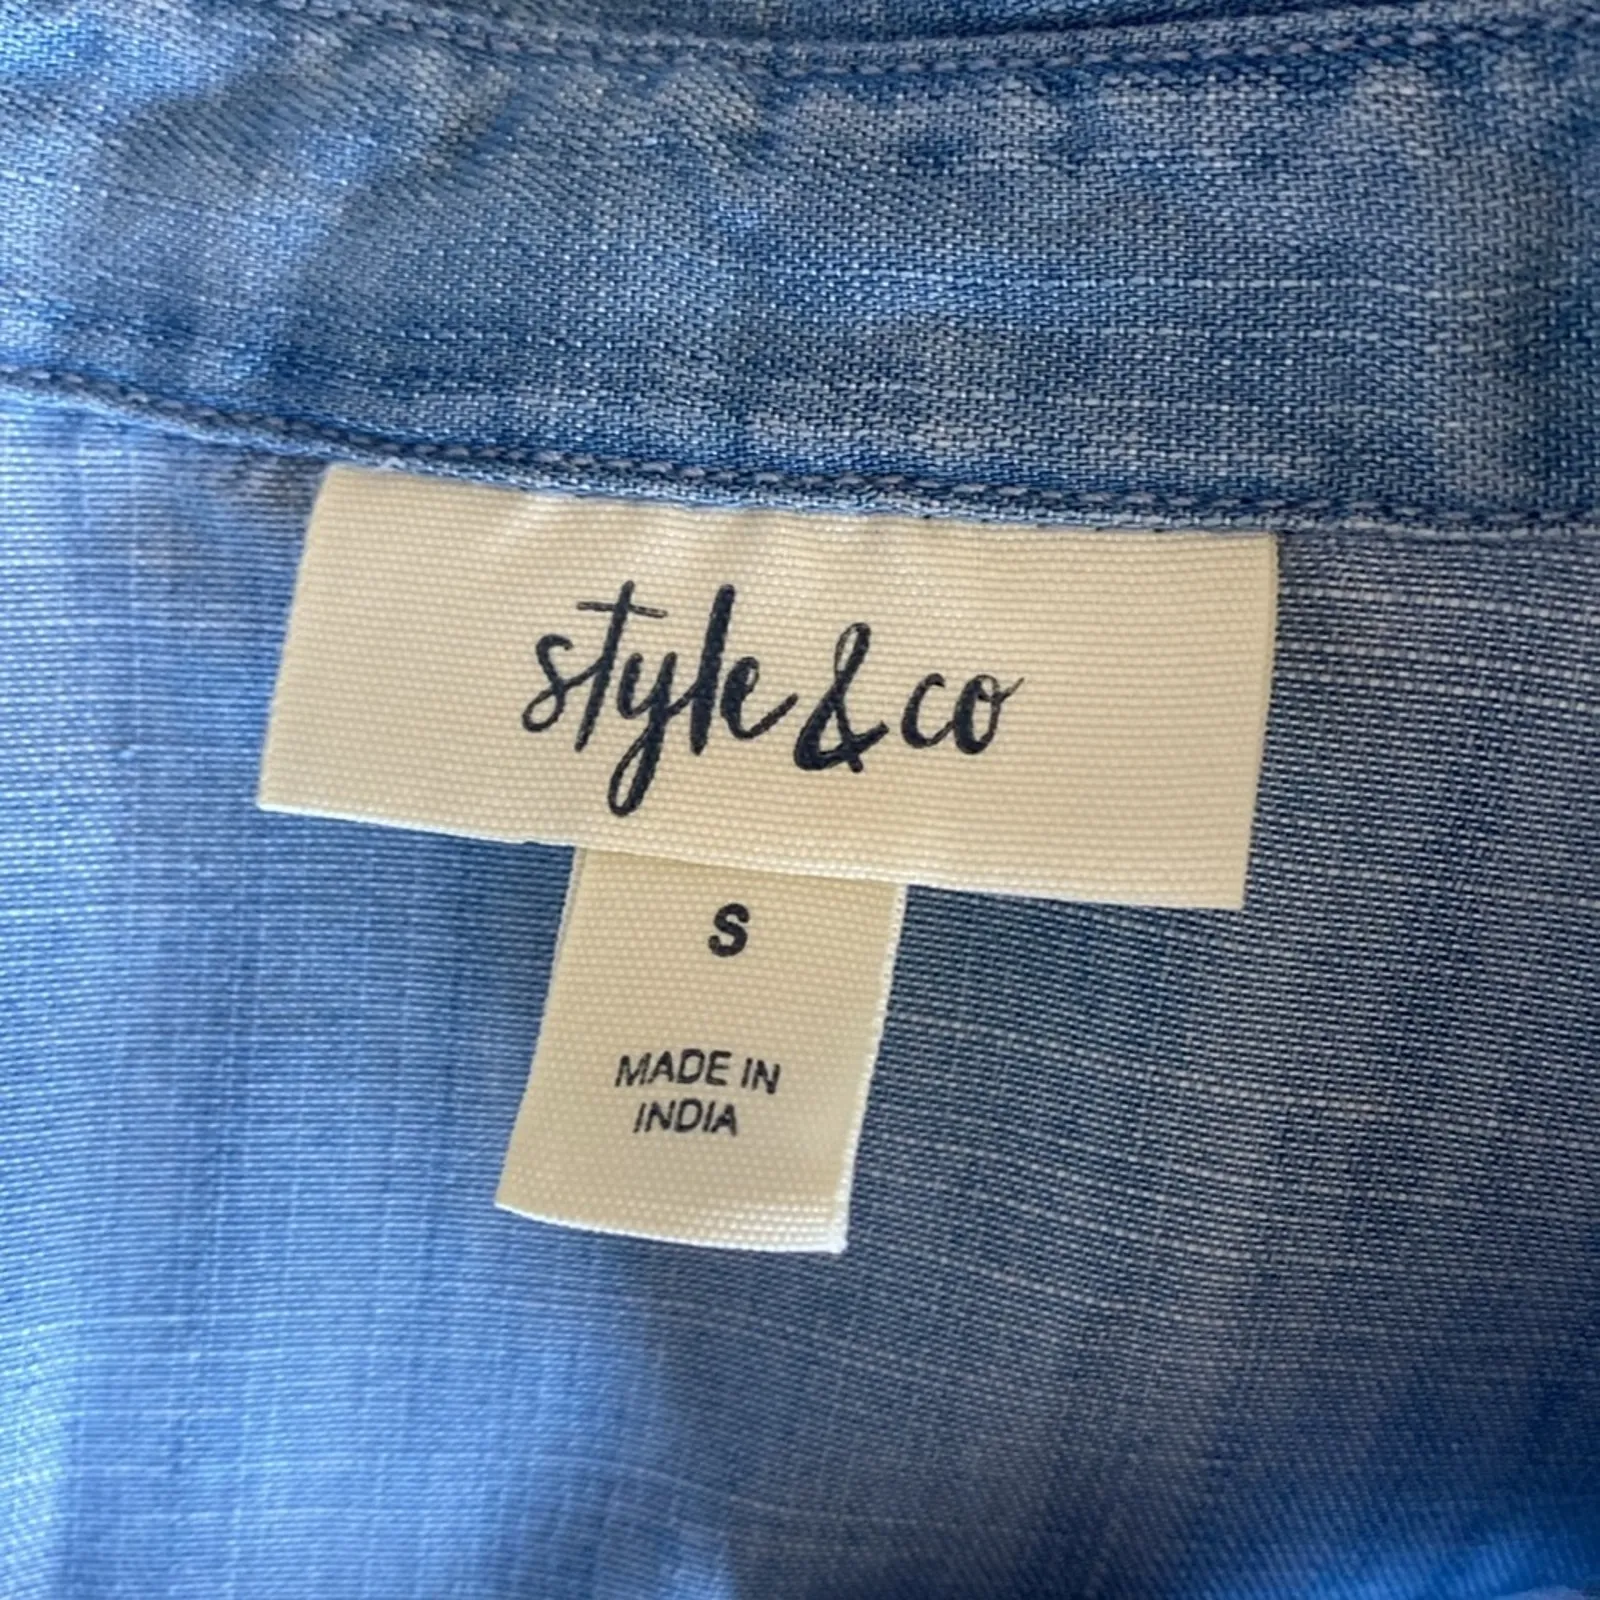 style & co
S
MADE IN
INDIA